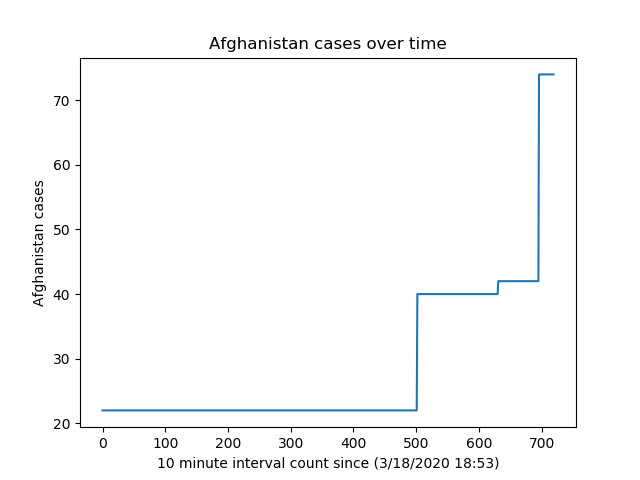 Afghanistan cases over time
Afghanistan cases
70
60
50
40
30
20
0 100 200 300 400 500 600 700
10 minute interval count since (3/18/2020 18:53)